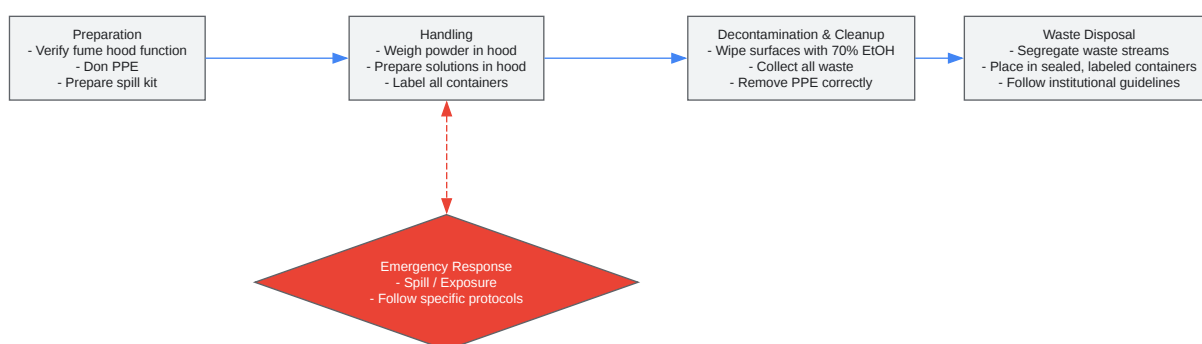 Preparation
- Verify fume hood function
- Don PPE
- Prepare spill kit
Handling
- Weigh powder in hood
- Prepare solutions in hood
- Label all containers
Decontamination & Cleanup
- Wipe surfaces with 70% EtOH
- Collect all waste
- Remove PPE correctly
Waste Disposal
- Segregate waste streams
- Place in sealed, labeled containers
- Follow institutional guidelines
Emergency Response
- Spill / Exposure
- Follow specific protocols